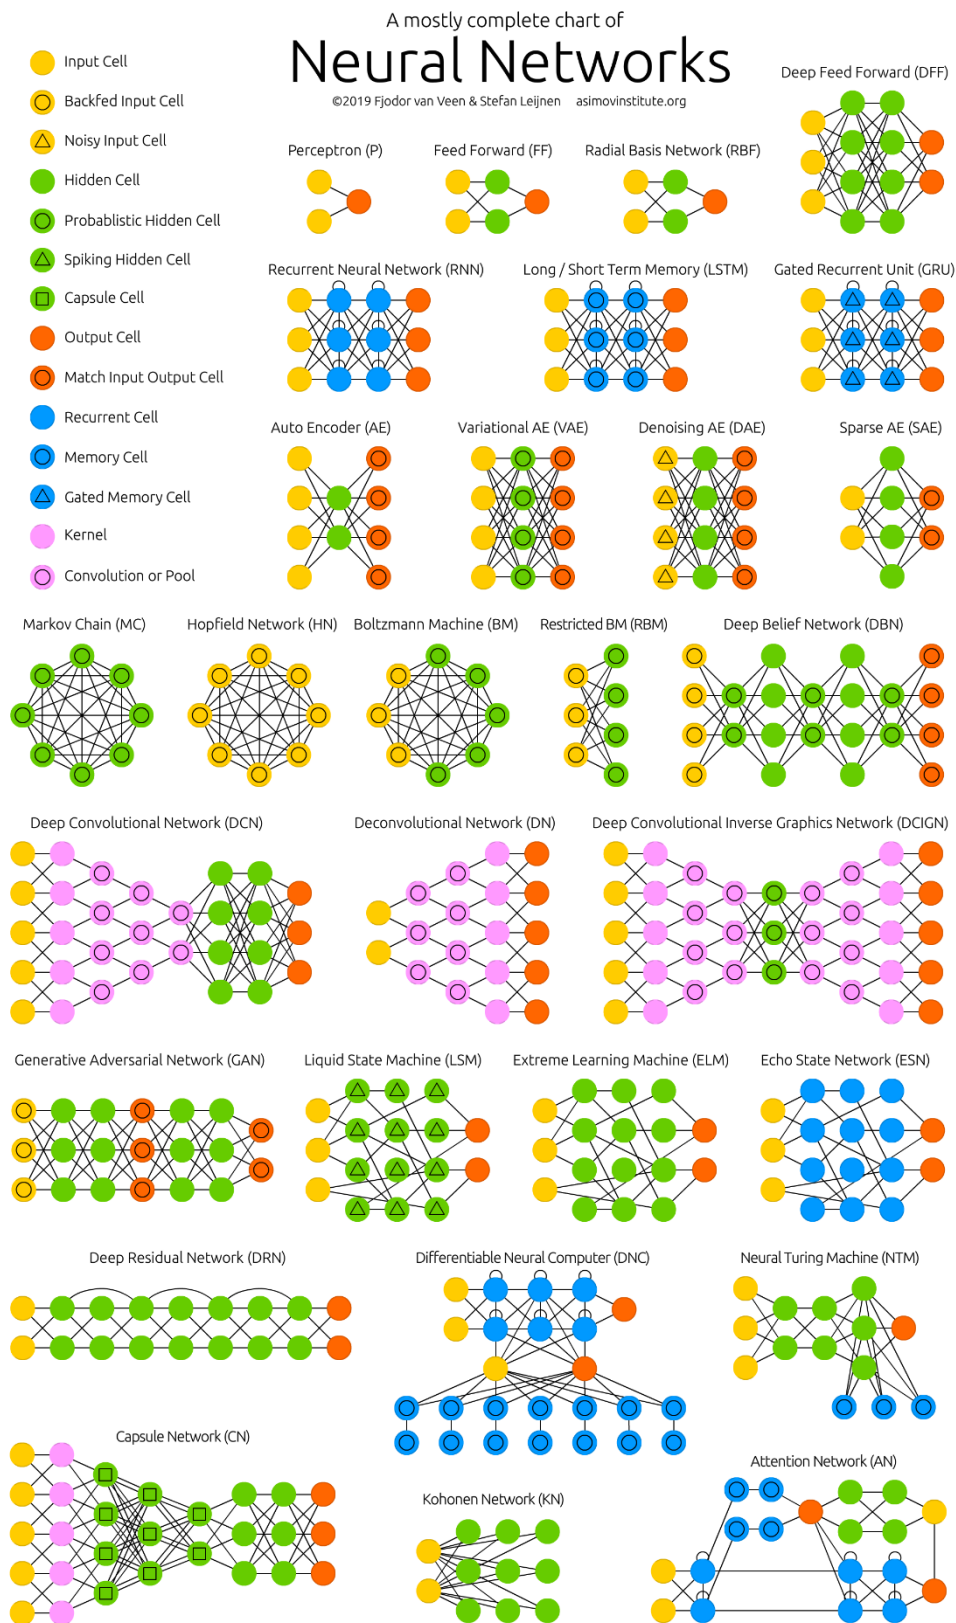 A mostly complete chart of
Neural Networks
©2019 Fjodor van Veen & Stefan Leijnen    asimovinstitute.org
Input Cell
Backfed Input Cell
Noisy Input Cell
Hidden Cell
Probablistic Hidden Cell
Spiking Hidden Cell
Capsule Cell
Output Cell
Match Input Output Cell
Recurrent Cell
Memory Cell
Gated Memory Cell
Kernel
Convolution or Pool
Deep Feed Forward (DFF)
Perceptron (P)
Feed Forward (FF)
Radial Basis Network (RBF)
Recurrent Neural Network (RNN)
Long / Short Term Memory (LSTM)
Gated Recurrent Unit (GRU)
Auto Encoder (AE)
Variational AE (VAE)
Denoising AE (DAE)
Sparse AE (SAE)
Markov Chain (MC)
Hopfield Network (HN)
Boltzmann Machine (BM)
Restricted BM (RBM)
Deep Belief Network (DBN)
Deep Convolutional Network (DCN)
Deconvolutional Network (DN)
Deep Convolutional Inverse Graphics Network (DCIGN)
Generative Adversarial Network (GAN)
Liquid State Machine (LSM)
Extreme Learning Machine (ELM)
Echo State Network (ESN)
Deep Residual Network (DRN)
Differentiable Neural Computer (DNC)
Neural Turing Machine (NTM)
Capsule Network (CN)
Kohonen Network (KN)
Attention Network (AN)